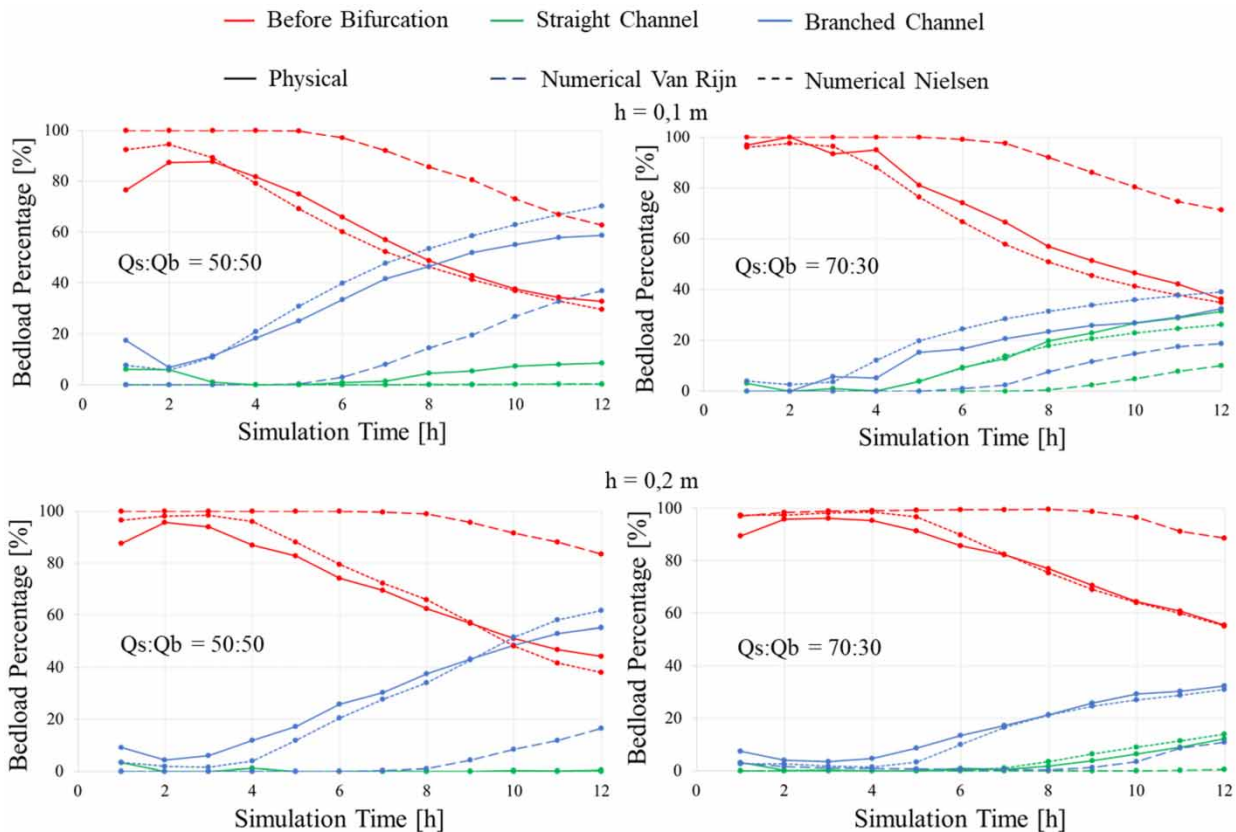 Before Bifurcation Straight Channel Branched Channel
Physical Numerical Van Rijn Numerical Nielsen
h = 0,1 m
Bedload Percentage [%]
100
80
60
40
20
0
Qs:Qb = 50:50
0 2 4 6 8 10 12
Simulation Time [h]
Bedload Percentage [%]
100
80
60
40
20
0
Qs:Qb = 70:30
0 2 4 6 8 10 12
Simulation Time [h]
h = 0,2 m
Bedload Percentage [%]
100
80
60
40
20
0
Qs:Qb = 50:50
0 2 4 6 8 10 12
Simulation Time [h]
Bedload Percentage [%]
100
80
60
40
20
0
Qs:Qb = 70:30
0 2 4 6 8 10 12
Simulation Time [h]